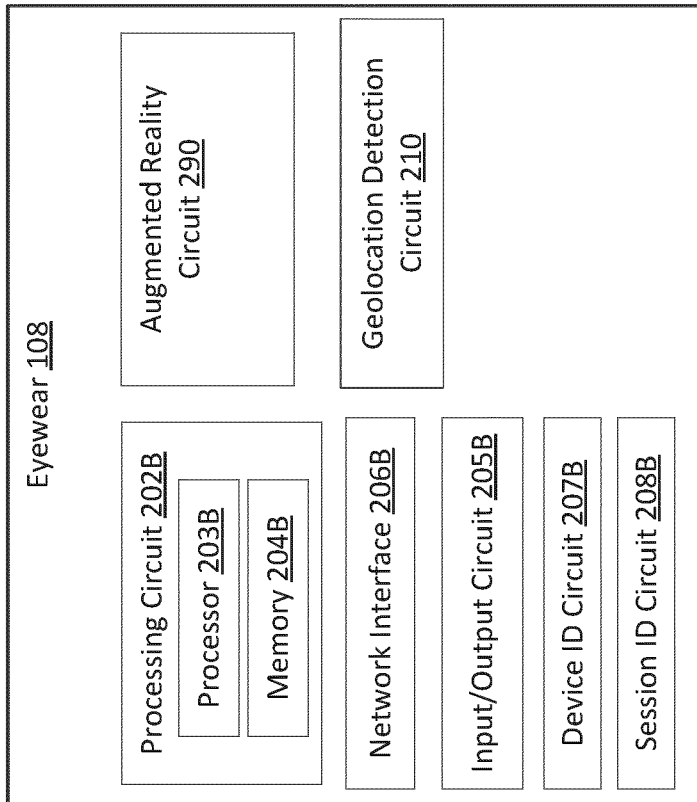 Eyewear 108
Processing Circuit 202B
Processor 203B
Memory 204B
Network Interface 206B
Input/Output Circuit 205B
Device ID Circuit 207B
Session ID Circuit 208B
Augmented Reality
Circuit 290
Geolocation Detection
Circuit 210